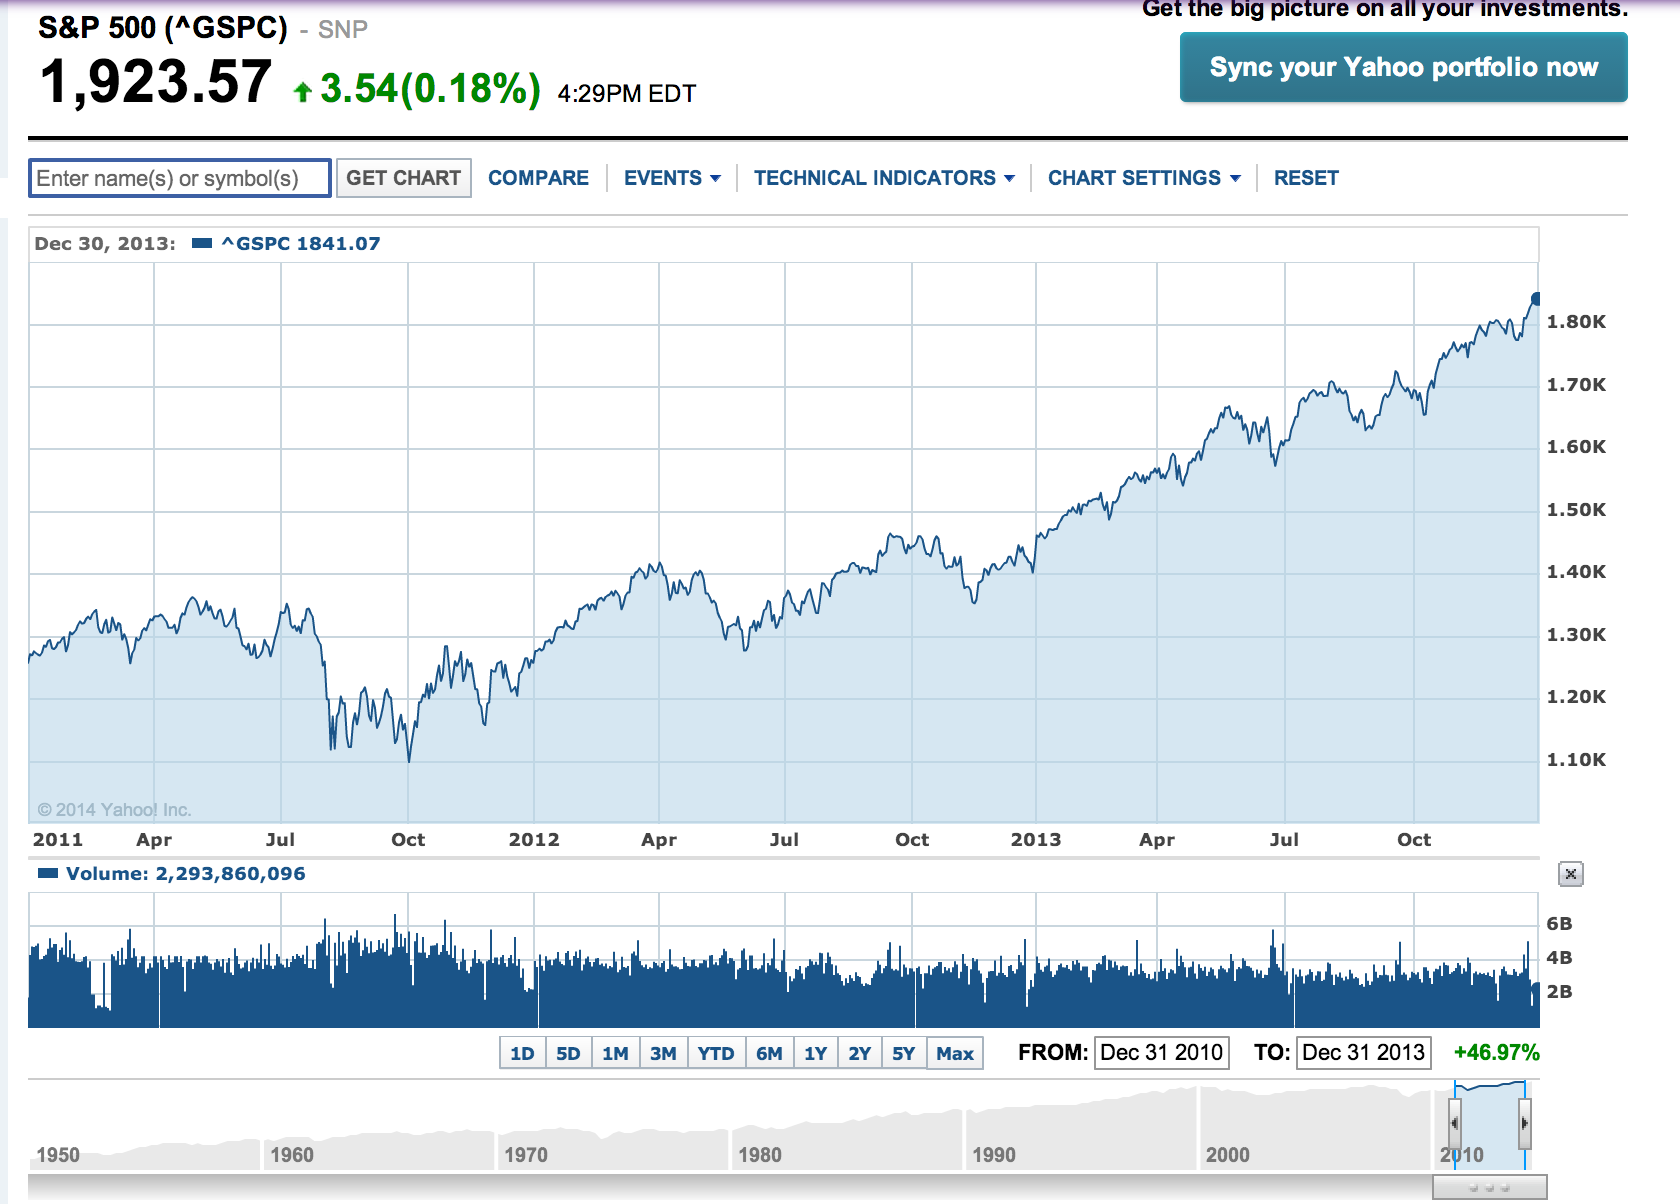 Get the big picture on all your investments.
S&P 500 (^GSPC) - SNP
1,923.57 3.54(0.18%) 4:29PM EDT
Sync your Yahoo portfolio now
Enter name(s) or symbol(s) GET CHART COMPARE EVENTS TECHNICAL INDICATORS CHART SETTINGS RESET
Dec 30, 2013: ^GSPC 1841.07
1.80K
1.70K
1.60K
1.50K
1.40K
1.30K
1.20K
1.10K
© 2014 Yahoo! Inc.
2011 Apr Jul Oct 2012 Apr Jul Oct 2013 Apr Jul Oct
Volume: 2,293,860,096
6B
4B
2B
1D 5D 1M 3M YTD 6M 1Y 2Y 5Y Max FROM: Dec 31 2010 TO: Dec 31 2013 +46.97%
1950 1960 1970 1980 1990 2000 2010